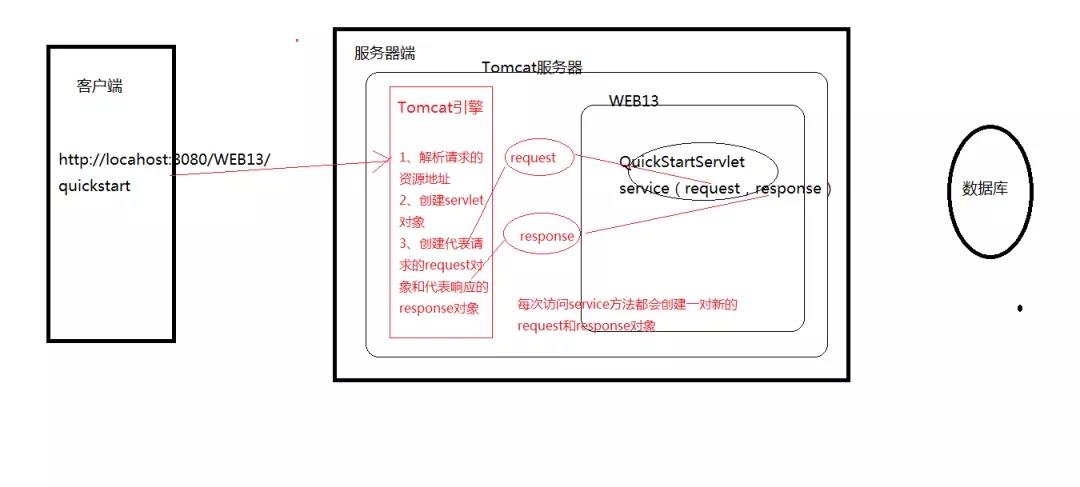 客户端
http://locahost:8080/WEB13/
quickstart
服务器端
Tomcat服务器
Tomcat引擎
1、解析请求的
资源地址
2、创建servlet
对象
3、创建代表请
求的request对
象和代表响应的
response对象
request
response
WEB13
QuickStartServlet
service（request，response）
每次访问service方法都会创建一对新的
request和response对象
数据库